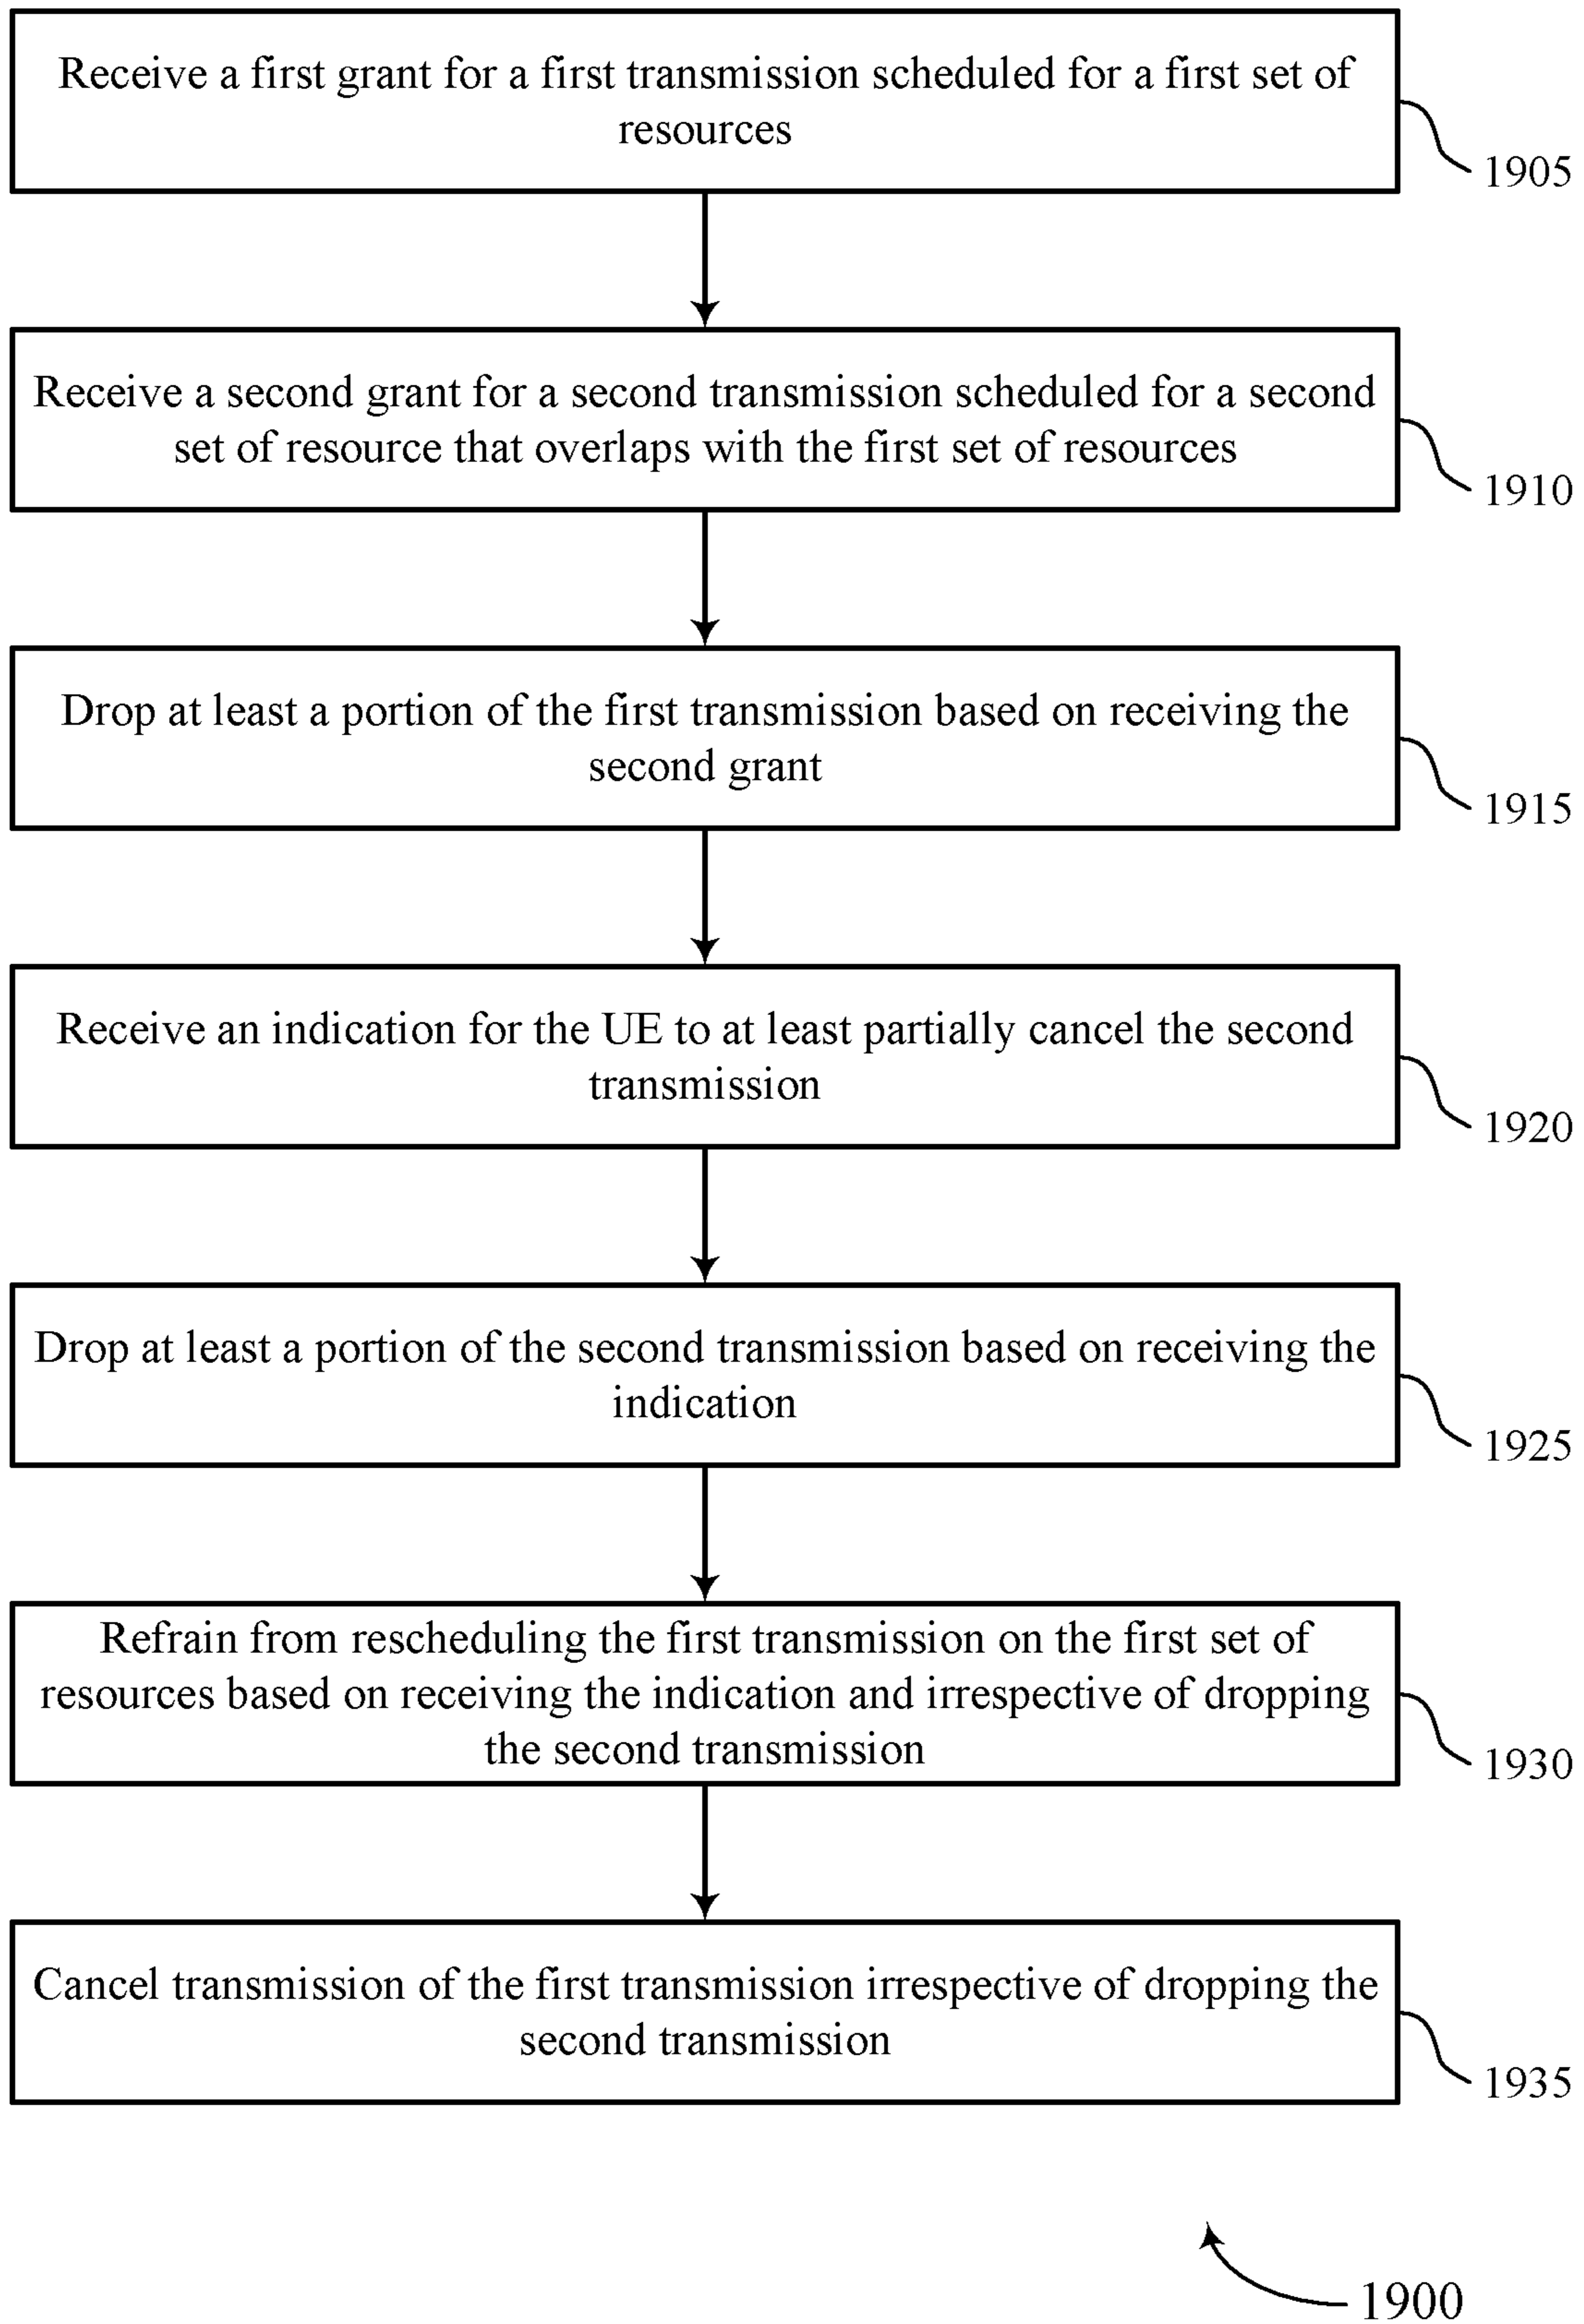 Receive a first grant for a first transmission scheduled for a first set of
resources
1905
Receive a second grant for a second transmission scheduled for a second
set of resource that overlaps with the first set of resources
1910
Drop at least a portion of the first transmission based on receiving the
second grant
1915
Receive an indication for the UE to at least partially cancel the second
transmission
1920
Drop at least a portion of the second transmission based on receiving the
indication
1925
Refrain from rescheduling the first transmission on the first set of
resources based on receiving the indication and irrespective of dropping
the second transmission
1930
Cancel transmission of the first transmission irrespective of dropping the
second transmission
1935
1900